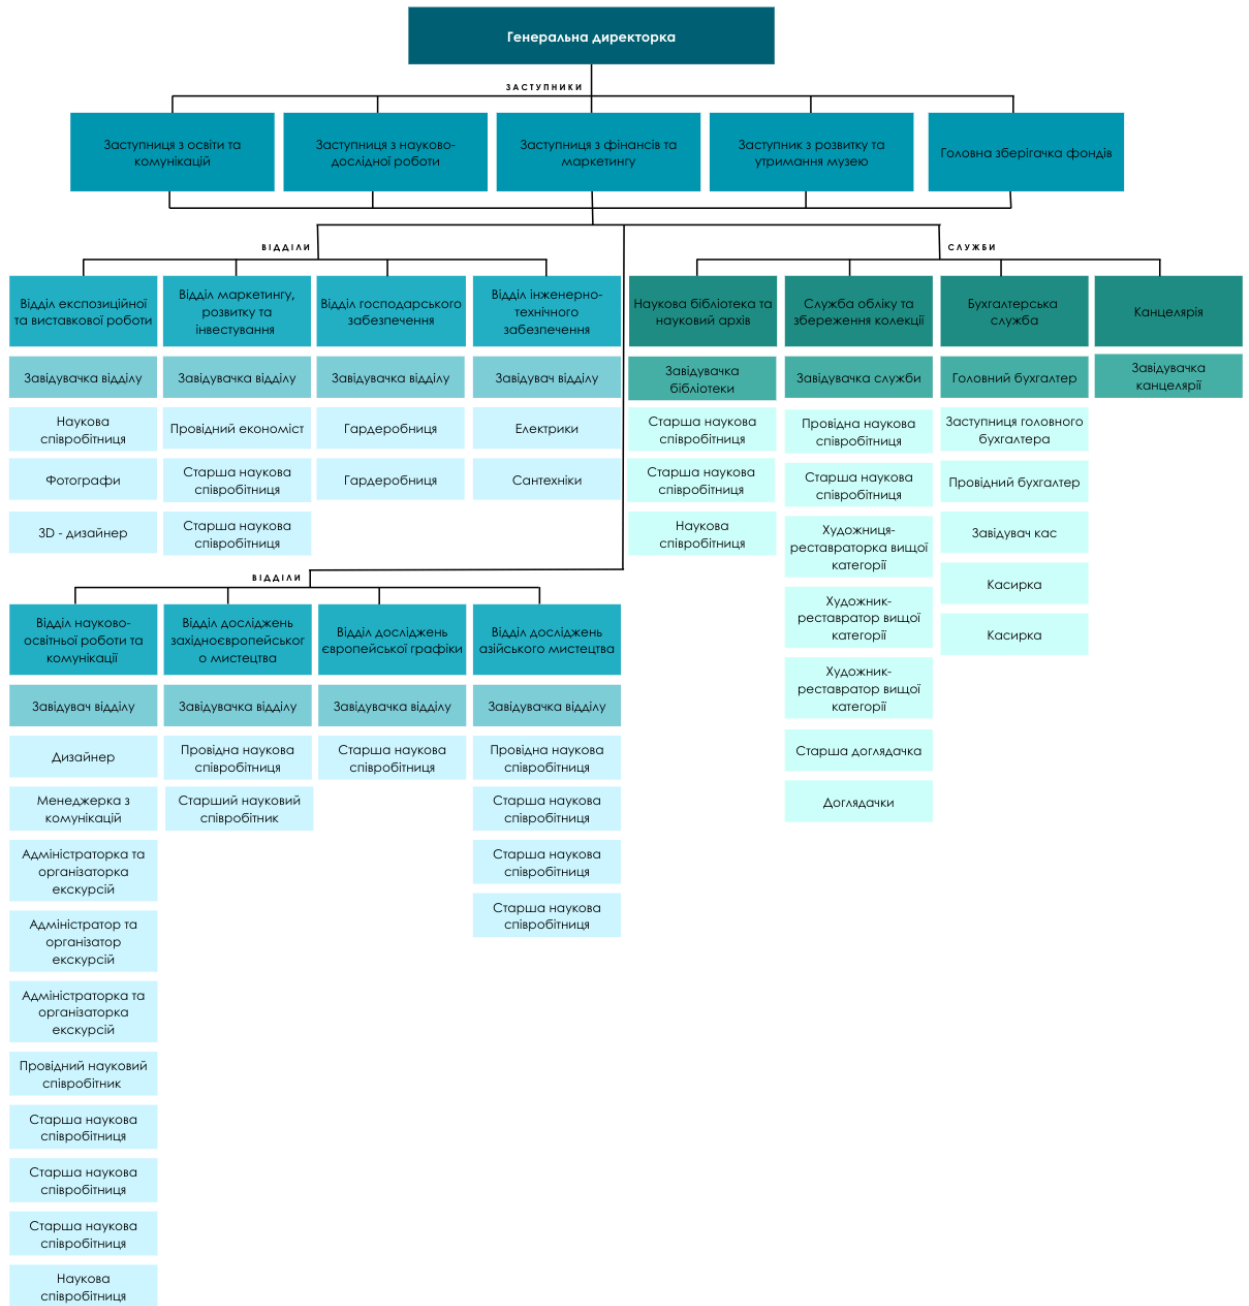 Генеральна директорка
ЗАСТУПНИКИ
Заступниця з освіти та
комунікацій
Заступниця з науково-
дослідної роботи
Заступниця з фінансів та
маркетингу
Заступник з розвитку та
утримання музею
Головна зберігачка фондів
ВІДДІЛИ
Відділ експозиційної
та виставкової роботи
Завідувачка відділу
Наукова
співробітниця
Фотографи
3D - дизайнер
Відділ маркетингу,
розвитку та
інвестування
Завідувачка відділу
Провідний економіст
Старша наукова
співробітниця
Старша наукова
співробітниця
Відділ господарського
забезпечення
Завідувачка відділу
Гардеробниця
Гардеробниця
Відділ інженерно-
технічного
забезпечення
Завідувач відділу
Електрики
Сантехніки
СЛУЖБИ
Наукова бібліотека та
науковий архів
Завідувачка
бібліотеки
Старша наукова
співробітниця
Старша наукова
співробітниця
Наукова
співробітниця
Служба обліку та
збереження колекції
Завідувачка служби
Провідна наукова
співробітниця
Старша наукова
співробітниця
Художниця-
реставраторка вищої
категорії
Художник-
реставратор вищої
категорії
Художник-
реставратор вищої
категорії
Старша доглядачка
Доглядачки
Бухгалтерська
служба
Головний бухгалтер
Заступниця головного
бухгалтера
Провідний бухгалтер
Завідувач кас
Касирка
Касирка
Канцелярія
Завідувачка
канцелярії
ВІДДІЛИ
Відділ науково-
освітньої роботи та
комунікації
Завідувач відділу
Дизайнер
Менеджерка з
комунікацій
Адміністраторка та
організаторка
екскурсій
Адміністратор та
організатор
екскурсій
Адміністраторка та
організаторка
екскурсій
Провідний науковий
співробітник
Старша наукова
співробітниця
Старша наукова
співробітниця
Старша наукова
співробітниця
Наукова
співробітниця
Відділ досліджень
західноєвропейськог
о мистецтва
Завідувачка відділу
Провідна наукова
співробітниця
Старший науковий
співробітник
Відділ досліджень
європейської графіки
Завідувачка відділу
Старша наукова
співробітниця
Відділ досліджень
азійського мистецтва
Завідувачка відділу
Провідна наукова
співробітниця
Старша наукова
співробітниця
Старша наукова
співробітниця
Старша наукова
співробітниця